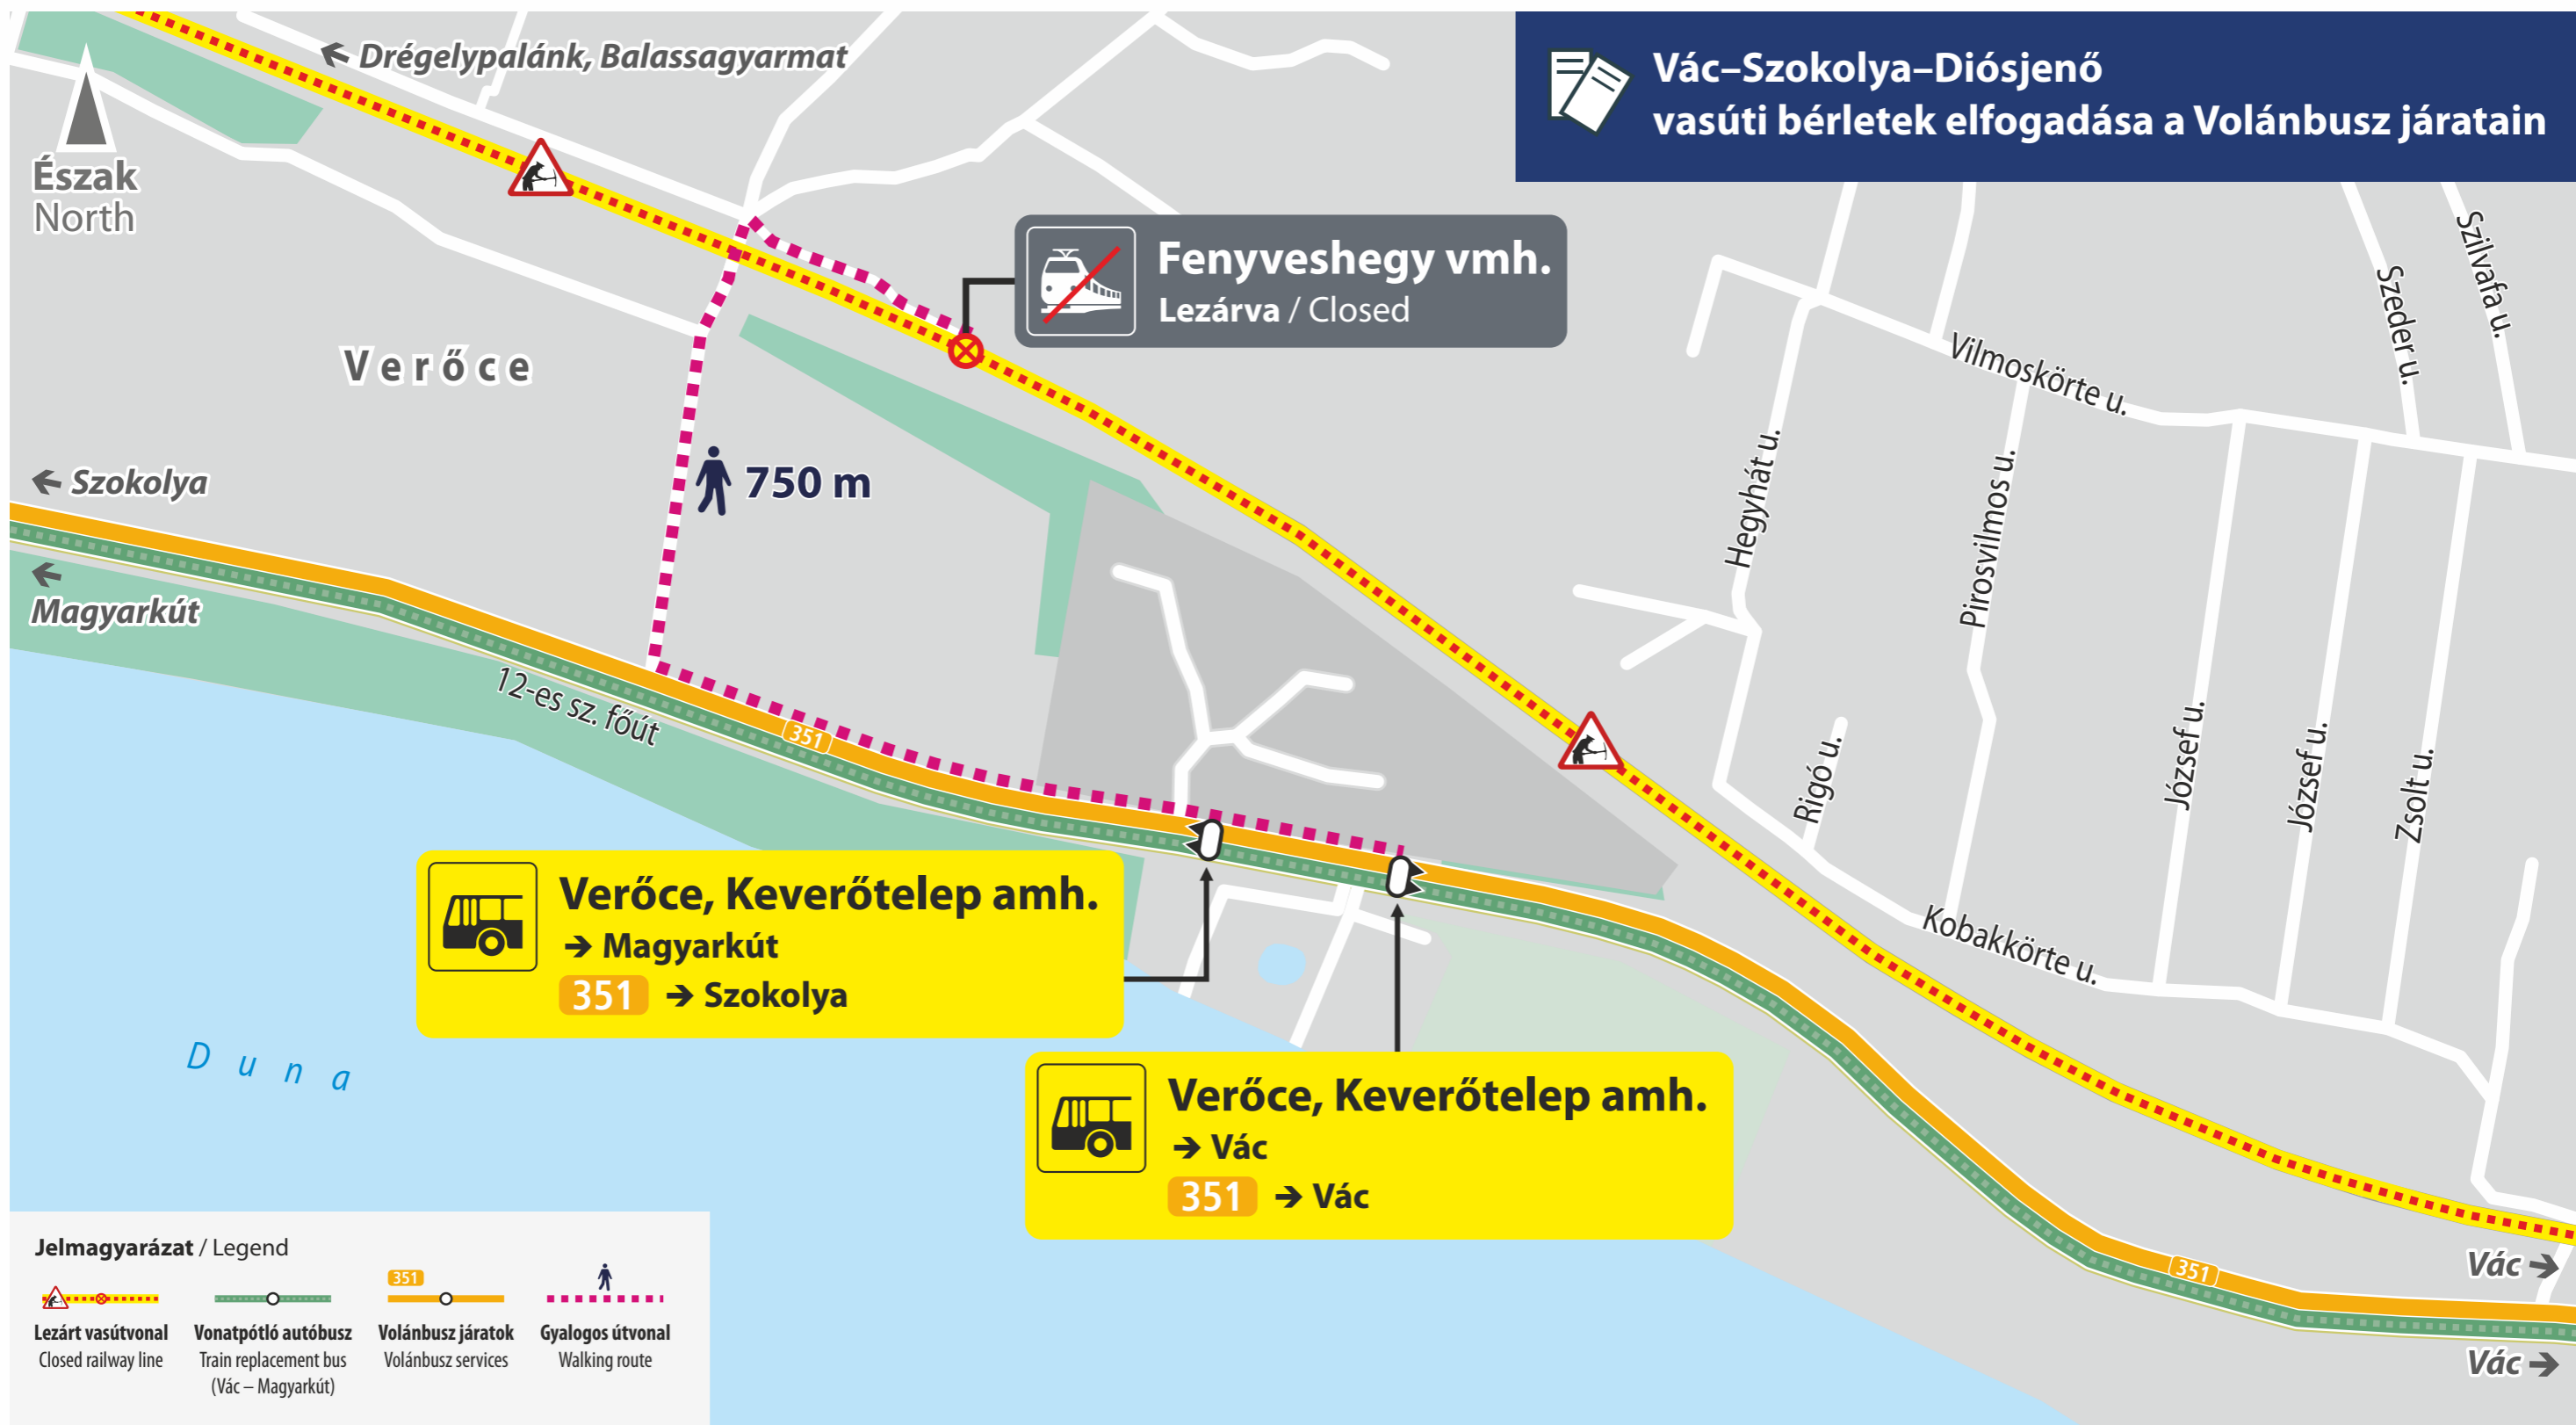 Drégelypalánk, Balassagyarmat
Vác–Szokolya–Diósjenő
vasúti bérletek elfogadása a Volánbusz járatain
Észak
North
Fenyveshegy vmh.
Lezárva / Closed
Verőce
750 m
Szokolya
Magyarkút
12-es sz. főút
351
Vilmoskörte u.
Szeder u.
Szilvafa u.
Hegyhát u.
Pirosvilmos u.
Rigó u.
József u.
József u.
Zsolt u.
Kobakkörte u.
Verőce, Keverőtelep amh.
→ Magyarkút
351 → Szokolya
Verőce, Keverőtelep amh.
→ Vác
351 → Vác
Duna
351
Vác →
Vác →
Jelmagyarázat / Legend
351
Lezárt vasútvonal
Closed railway line
Vonatpótló autóbusz
Train replacement bus
(Vác – Magyarkút)
Volánbusz járatok
Volánbusz services
Gyalogos útvonal
Walking route